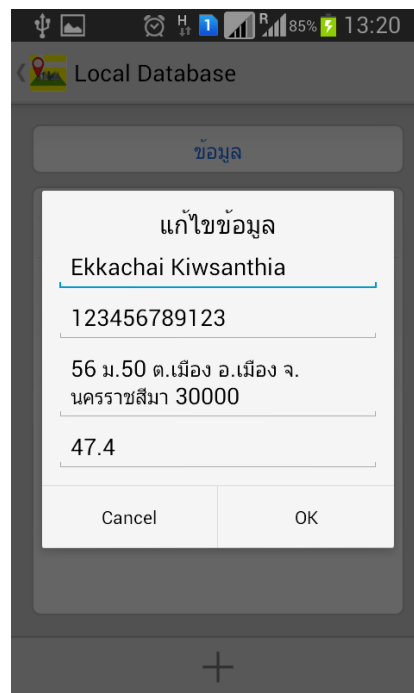 H R 1 85% 13:20
Local Database
ข้อมูล
แก้ไขข้อมูล
Ekkachai Kiwsanthia
123456789123
56 ม.50 ต.เมือง อ.เมือง จ.
นครราชสีมา 30000
47.4
Cancel OK